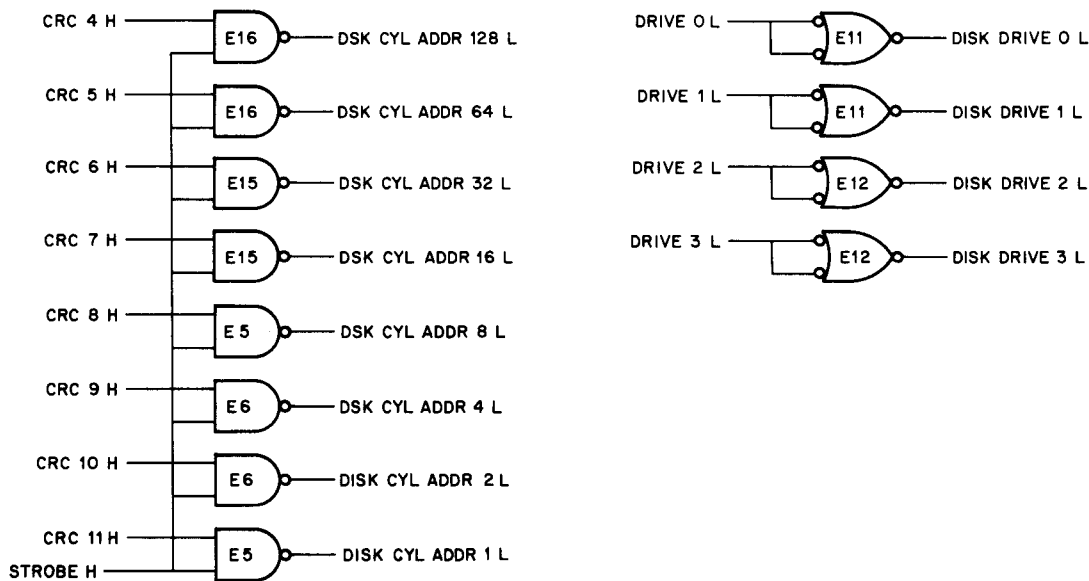 CRC 4 H
E16
DSK CYL ADDR 128 L
CRC 5 H
E16
DSK CYL ADDR 64 L
CRC 6 H
E15
DSK CYL ADDR 32 L
CRC 7 H
E15
DSK CYL ADDR 16 L
CRC 8 H
E5
DSK CYL ADDR 8 L
CRC 9 H
E6
DSK CYL ADDR 4 L
CRC 10 H
E6
DISK CYL ADDR 2 L
CRC 11 H
E5
DISK CYL ADDR 1 L
STROBE H
DRIVE 0 L
E11
DISK DRIVE 0 L
DRIVE 1 L
E11
DISK DRIVE 1 L
DRIVE 2 L
E12
DISK DRIVE 2 L
DRIVE 3 L
E12
DISK DRIVE 3 L